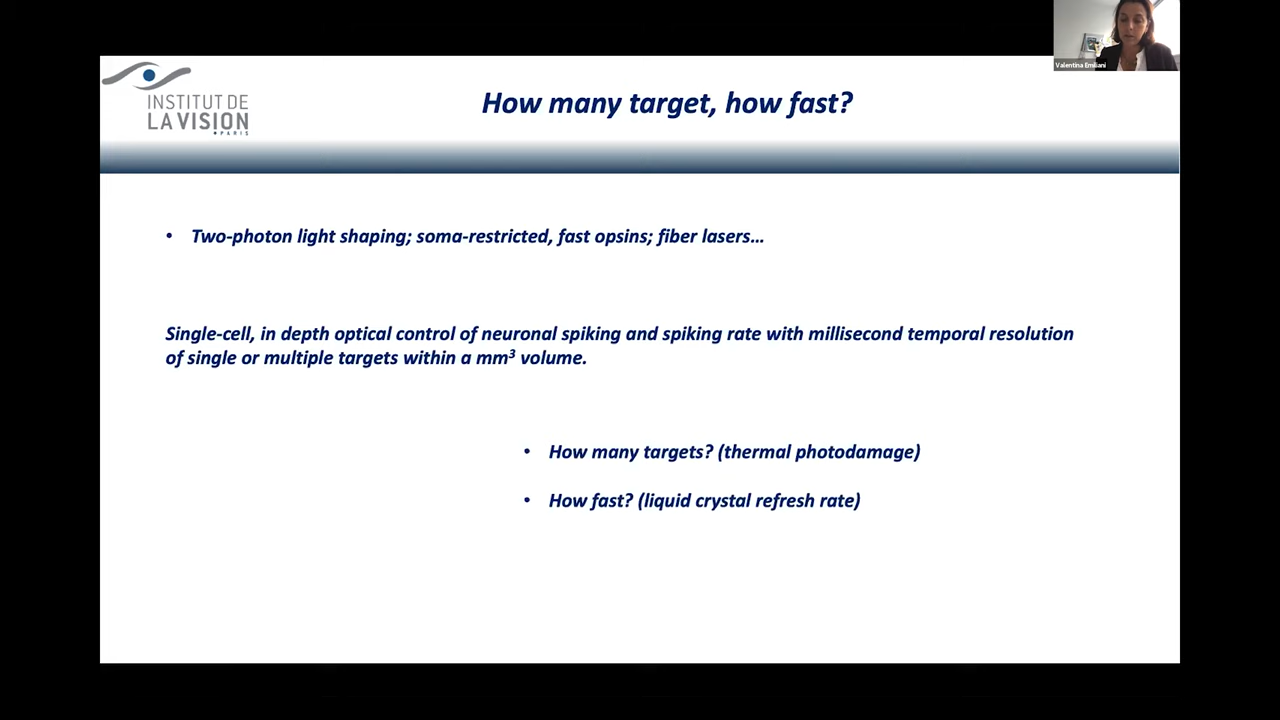 Valentina Emiliani
INSTITUT DE
LA VISION
PARIS
How many target, how fast?
• Two-photon light shaping; soma-restricted, fast opsins; fiber lasers…
Single-cell, in depth optical control of neuronal spiking and spiking rate with millisecond temporal resolution
of single or multiple targets within a mm³ volume.
• How many targets? (thermal photodamage)
• How fast? (liquid crystal refresh rate)